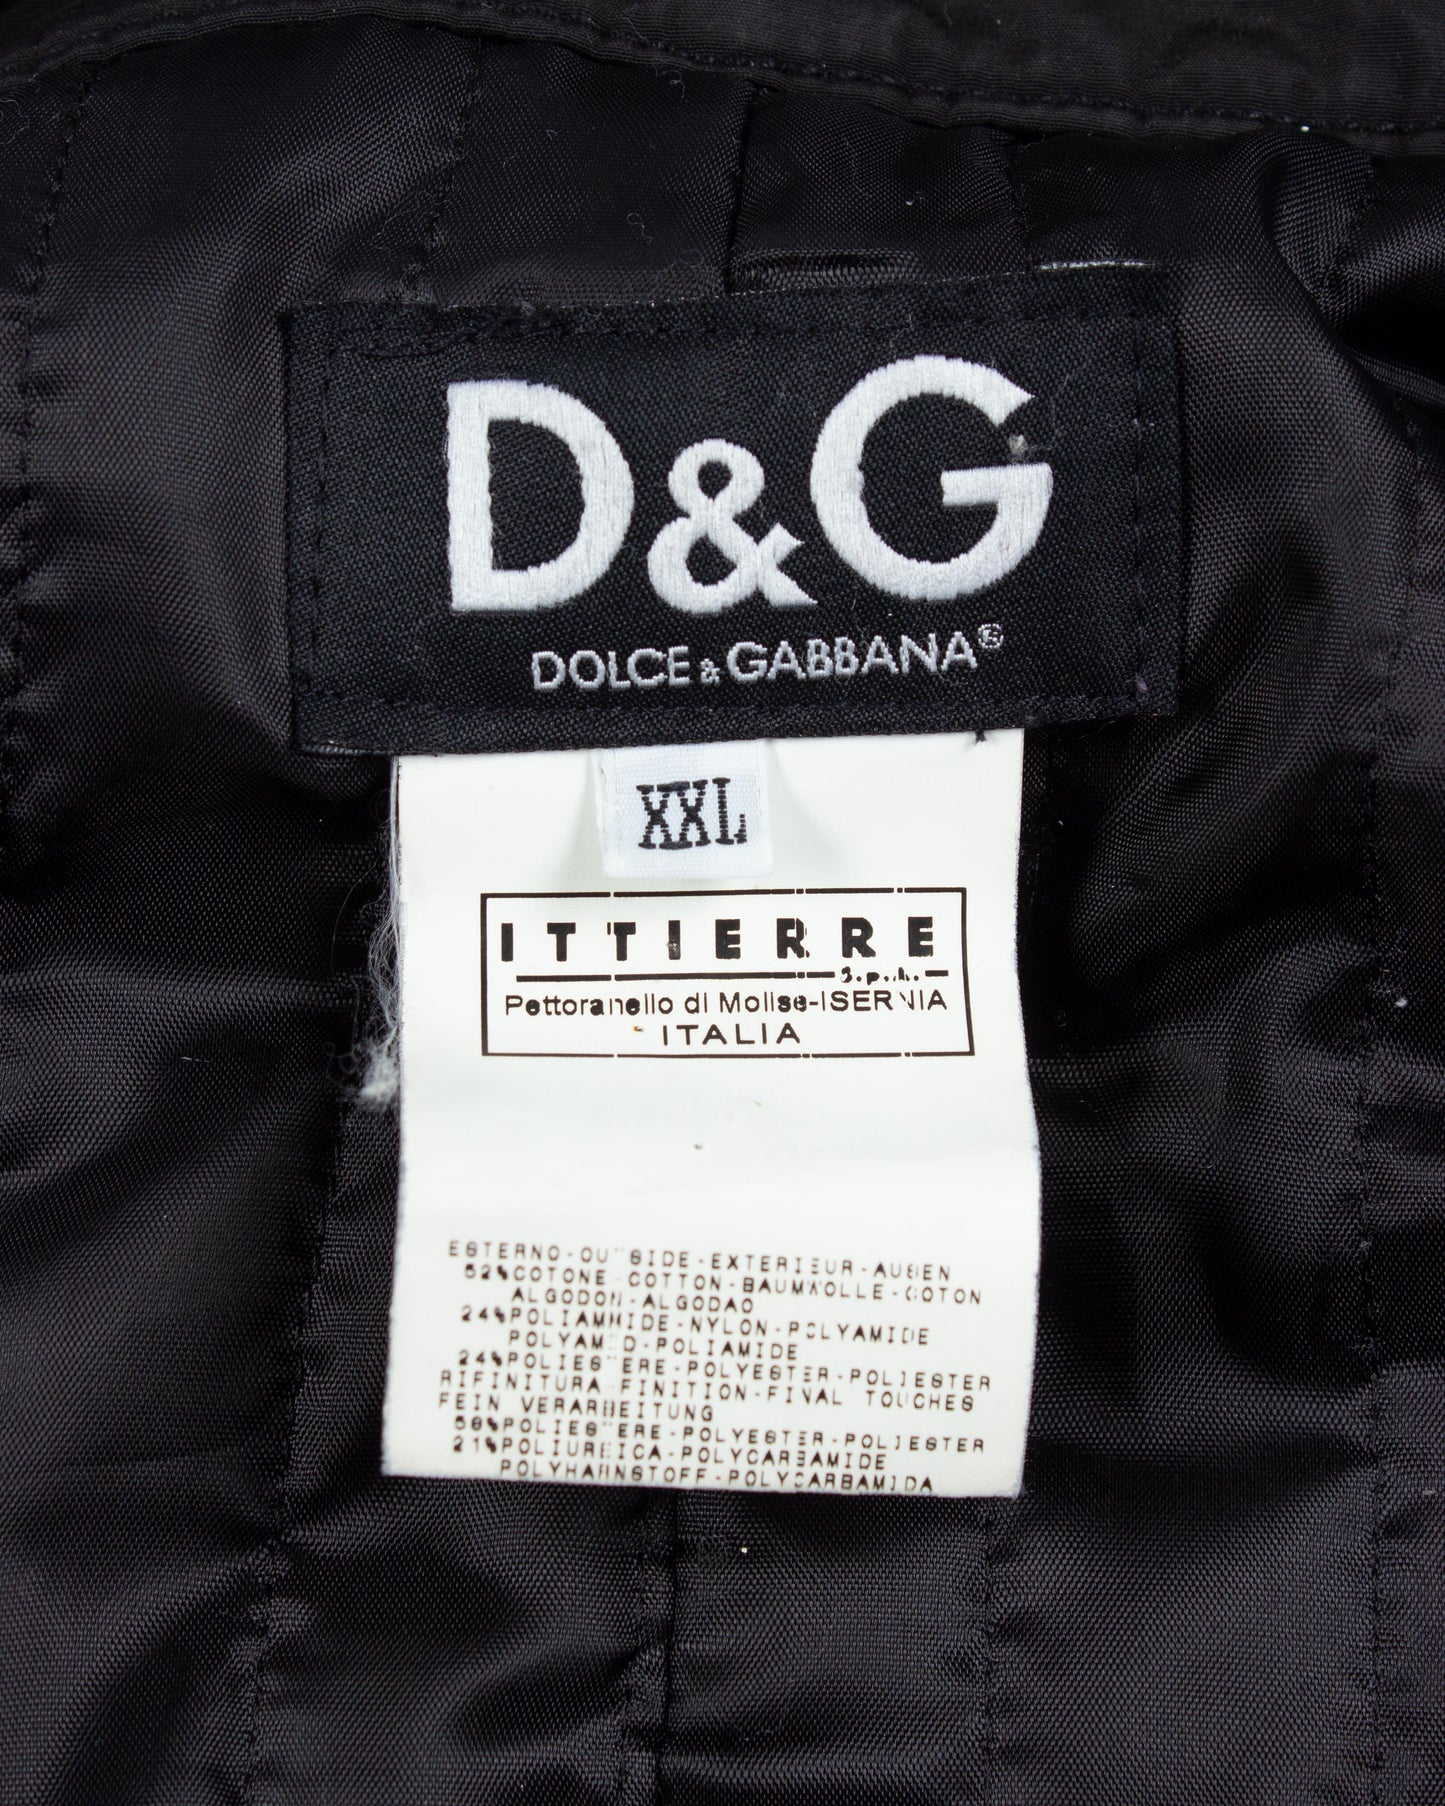 D&G
DOLCE & GABBANA®
XXL
ITTIERRE
S.p.A.
Pettoranello di Molise-ISERNIA
ITALIA
ESTERNO-OUTSIDE-EXTERIEUR-AUßEN
52%COTONE COTTON-BAUMWOLLE-COTON
ALGODON-ALGODAO
24%POLIAMMIDE-NYLON-POLYAMIDE
POLYAMID-POLIAMIDE
24%POLIESTERE-POLYESTER-POLIESTER
RIFINITURA FINITION-FINAL TOUCHES
FEIN VERARBEITUNG
POLIESTERE-POLYESTER-POLIESTER
21%POLIUREICA-POLYCARBAMIDE
POLYHARNSTOFF-POLYCARBAMIDA